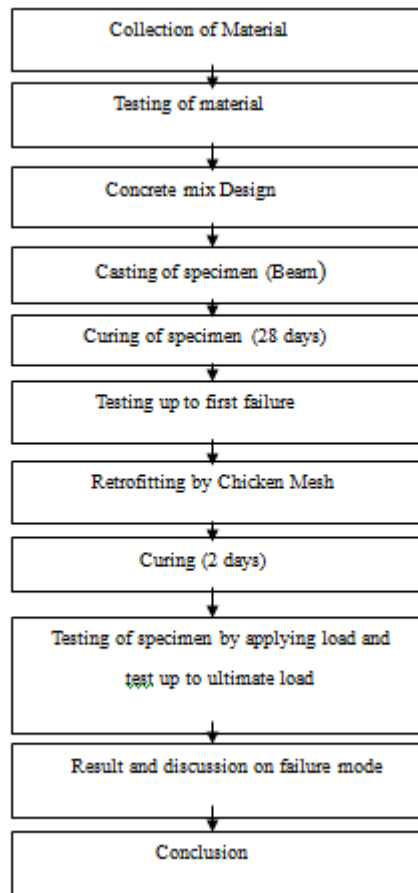 Collection of Material
Testing of material
Concrete mix Design
Casting of specimen (Beam)
Curing of specimen (28 days)
Testing up to first failure
Retrofitting by Chicken Mesh
Curing (2 days)
Testing of specimen by applying load and
test up to ultimate load
Result and discussion on failure mode
Conclusion